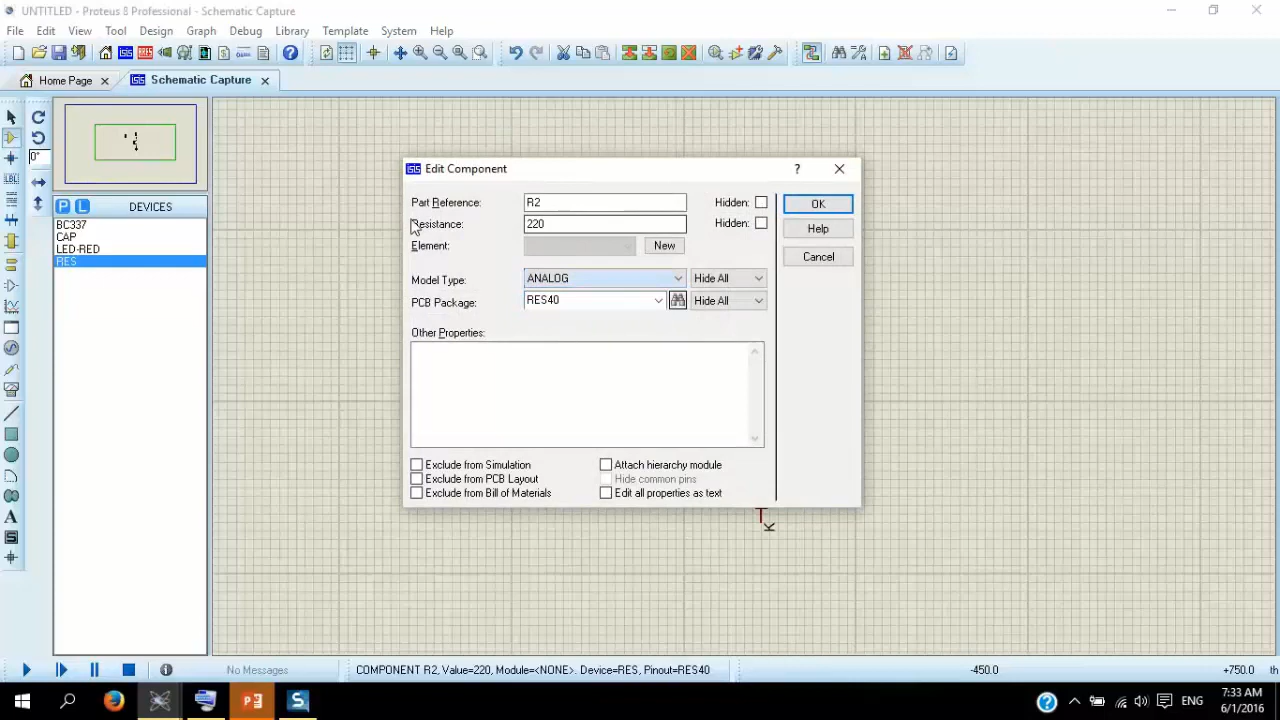 UNTITLED - Proteus 8 Professional - Schematic Capture
File Edit View Tool Design Graph Debug Library Template System Help
Home Page
Schematic Capture
0°
P L DEVICES
BC337
CAP
LED-RED
RES
LBL
A
S
Edit Component
Part Reference: R2 Hidden:
Resistance: 220 Hidden:
Element: New
Model Type: ANALOG Hide All
PCB Package: RES40 Hide All
Other Properties:
Exclude from Simulation
Exclude from PCB Layout
Exclude from Bill of Materials
Attach hierarchy module
Hide common pins
Edit all properties as text
OK
Help
Cancel
K
No Messages
COMPONENT R2, Value=220, Module=<NONE>. Device=RES, Pinout=RES40
-450.0
+750.0 th
ENG
7:33 AM
6/1/2016